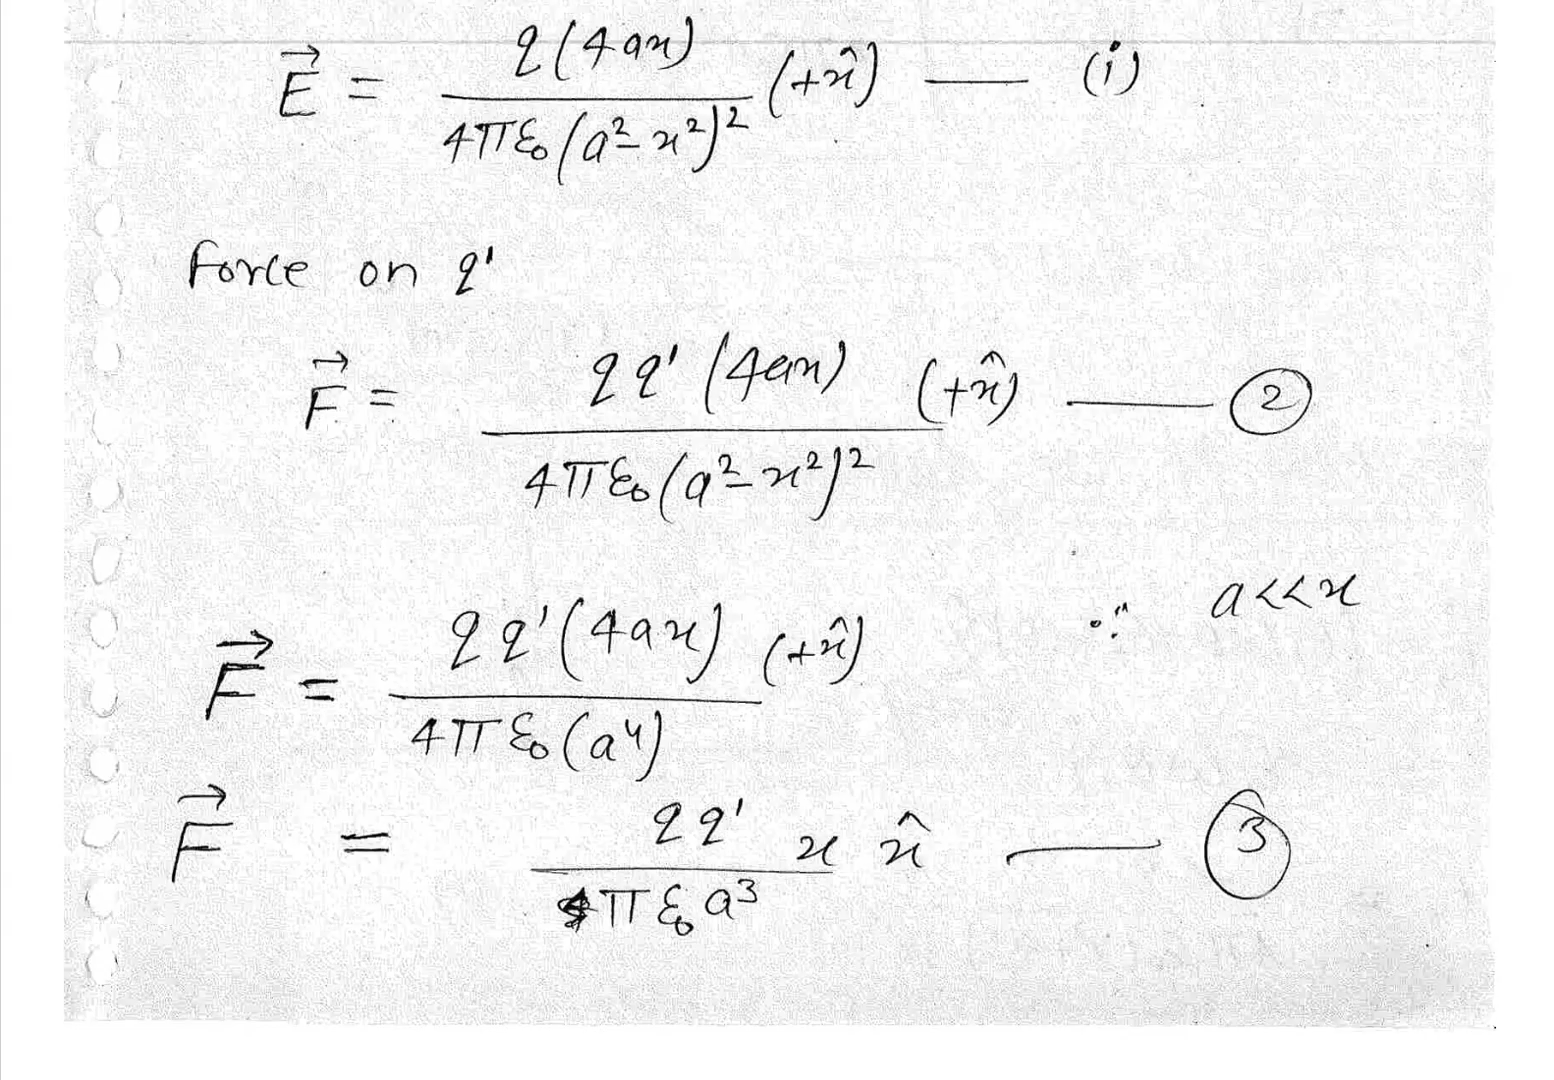 E⃗ = q(4ax) / 4πε₀(a² - x²)² (+x̂) — (i)
Force on q'
F⃗ = qq'(4ax) / 4πε₀(a² - x²)² (+x̂) — ②
F⃗ = qq'(4ax) / 4πε₀(a⁴) (+x̂) ∵ a<<x
F⃗ = qq' / πε₀a³ x x̂ — ③